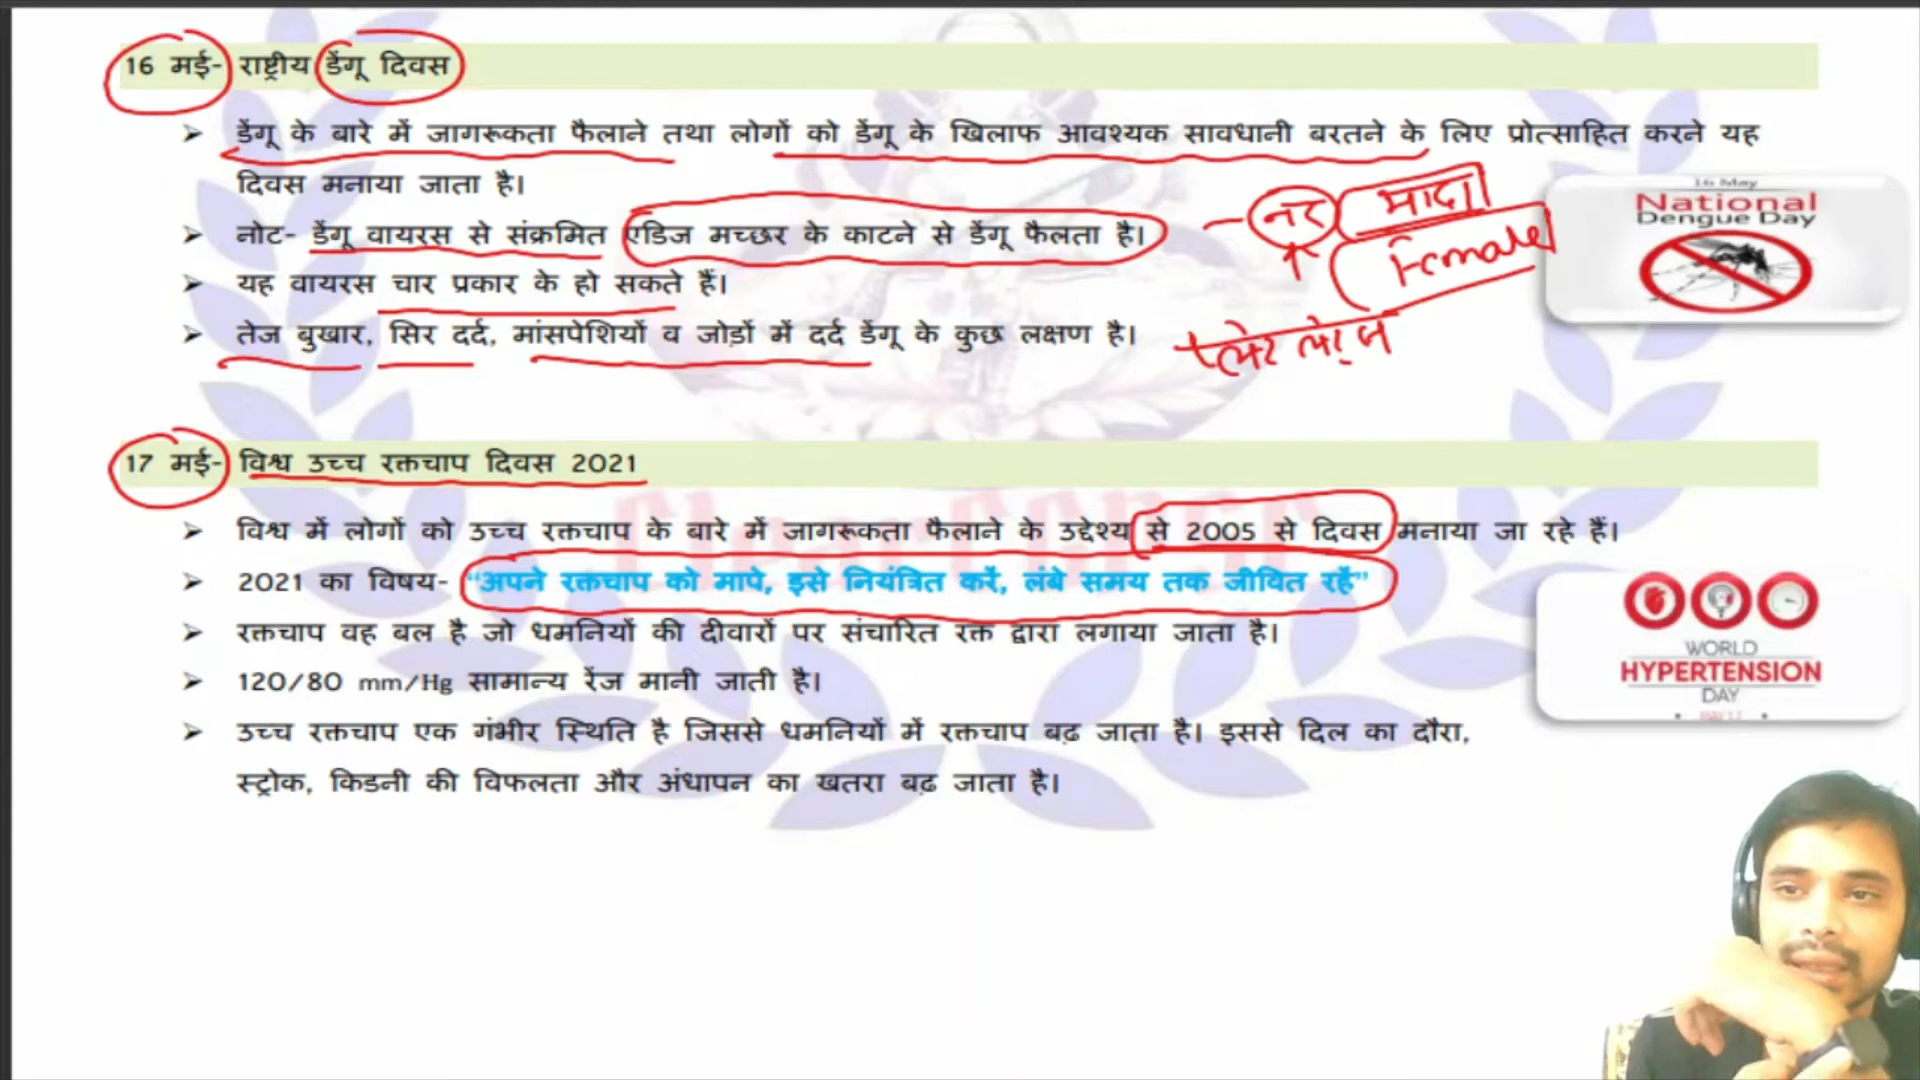 16 मई- राष्ट्रीय डेंगू दिवस
➢ डेंगू के बारे में जागरूकता फैलाने तथा लोगों को डेंगू के खिलाफ आवश्यक सावधानी बरतने के लिए प्रोत्साहित करने यह
दिवस मनाया जाता है।
➢ नोट- डेंगू वायरस से संक्रमित एडिज मच्छर के काटने से डेंगू फैलता है।
नर मादा
Female
16 May
National
Dengue Day
➢ यह वायरस चार प्रकार के हो सकते हैं।
➢ तेज बुखार, सिर दर्द, मांसपेशियों व जोड़ों में दर्द डेंगू के कुछ लक्षण है।
17 मई- विश्व उच्च रक्तचाप दिवस 2021
➢ विश्व में लोगों को उच्च रक्तचाप के बारे में जागरूकता फैलाने के उद्देश्य से 2005 से दिवस मनाया जा रहे हैं।
➢ 2021 का विषय- “अपने रक्तचाप को मापे, इसे नियंत्रित करें, लंबे समय तक जीवित रहें”
➢ रक्तचाप वह बल है जो धमनियों की दीवारों पर संचारित रक्त द्वारा लगाया जाता है।
➢ 120/80 mm/Hg सामान्य रेंज मानी जाती है।
➢ उच्च रक्तचाप एक गंभीर स्थिति है जिससे धमनियों में रक्तचाप बढ़ जाता है। इससे दिल का दौरा,
स्ट्रोक, किडनी की विफलता और अंधापन का खतरा बढ़ जाता है।
WORLD
HYPERTENSION
DAY